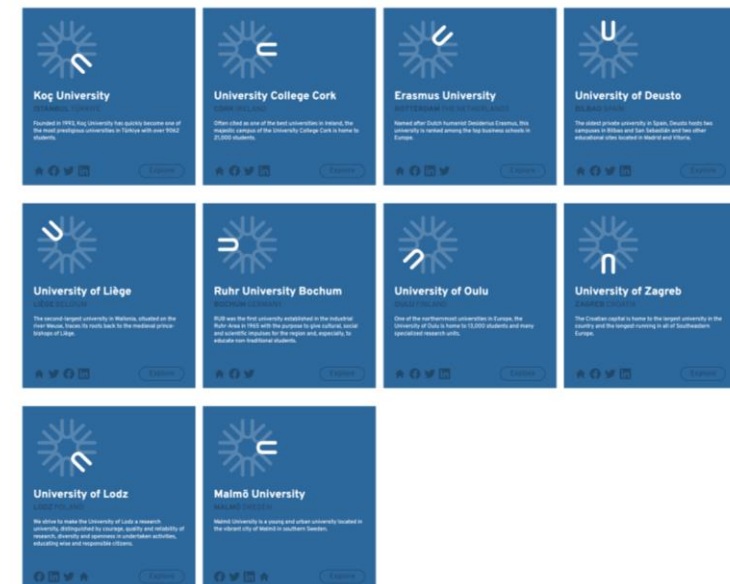 Koç University
ISTANBUL TÜRKIYE
Founded in 1993, Koç University has quickly become one of
the most prestigious universities in Türkiye with over 9062
students.
Explore
University College Cork
CORK IRELAND
Often cited as one of the best universities in Ireland, the
majestic campus of the University College Cork is home to
21,000 students.
Explore
Erasmus University
ROTTERDAM THE NETHERLANDS
Named after Dutch humanist Desiderius Erasmus, this
university is ranked among the top business schools in
Europe.
Explore
University of Deusto
BILBAO SPAIN
The oldest private university in Spain, Deusto hosts two
campuses in Bilbao and San Sebastián and two other
educational sites located in Madrid and Vitoria.
Explore
University of Liège
LIÈGE BELGIUM
The second-largest university in Wallonia, situated on the
river Meuse, traces its roots back to the medieval prince-
bishops of Liège.
Explore
Ruhr University Bochum
BOCHUM GERMANY
RUB was the first university established in the industrial
Ruhr Area in 1965 with the purpose to give cultural, social
and scientific impulses for the region and, especially, to
educate non-traditional students.
Explore
University of Oulu
OULU FINLAND
One of the northernmost universities in Europe, the
University of Oulu is home to 13,000 students and many
specialized research units.
Explore
University of Zagreb
ZAGREB CROATIA
The Croatian capital is home to the largest university in the
country and the longest running in all of Southeastern
Europe.
Explore
University of Lodz
LODZ POLAND
We strive to make the University of Lodz a research
university, distinguished by courage, quality and reliability of
research, diversity and openness in undertaken activities,
educating wise and responsible citizens.
Explore
Malmö University
MALMÖ SWEDEN
Malmö University is a young and urban university located in
the vibrant city of Malmö in southern Sweden.
Explore